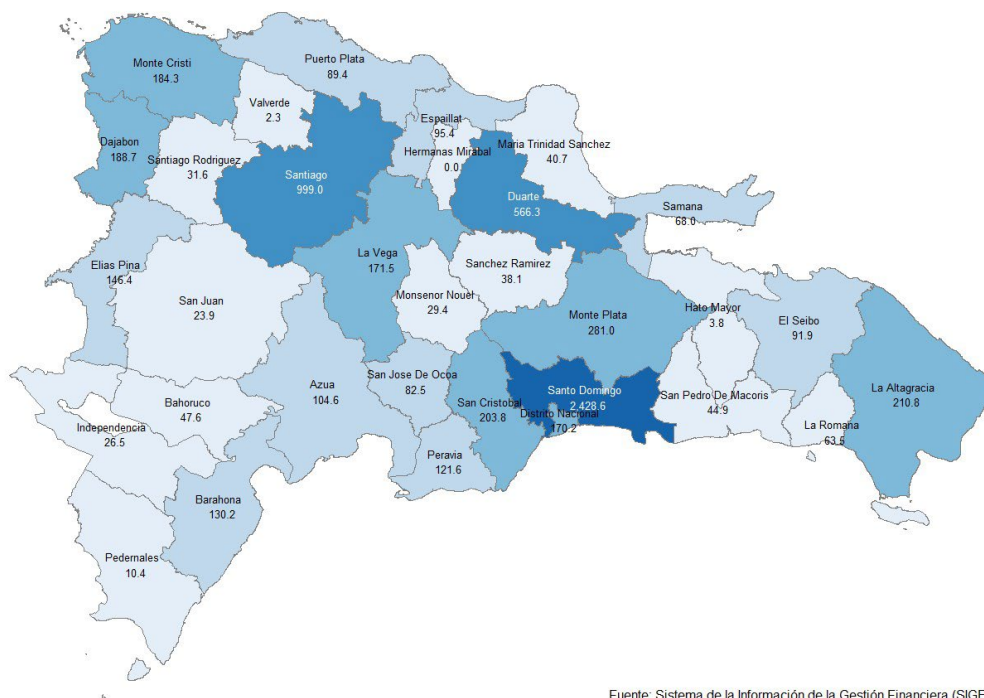 Puerto Plata
89.4
Monte Cristi
184.3
Valverde
2.3
Espaillat
95.4
Dajabon
188.7
Santiago Rodriguez
31.6
Hermanas Mirabal
0.0
Maria Trinidad Sanchez
40.7
Santiago
999.0
Duarte
566.3
Samana
68.0
La Vega
171.5
Sanchez Ramirez
38.1
Elias Pina
146.4
San Juan
23.9
Monsenor Nouel
29.4
Monte Plata
281.0
Hato Mayor
3.8
El Seibo
91.9
San Jose De Ocoa
82.5
Azua
104.6
Santo Domingo
2,428.6
La Altagracia
210.8
Bahoruco
47.6
San Cristobal
203.8
Distrito Nacional
170.2
San Pedro De Macoris
44.9
La Romana
63.5
Independencia
26.5
Peravia
121.6
Barahona
130.2
Pedernales
10.4
Fuente: Sistema de la Información de la Gestión Financiera (SIGE